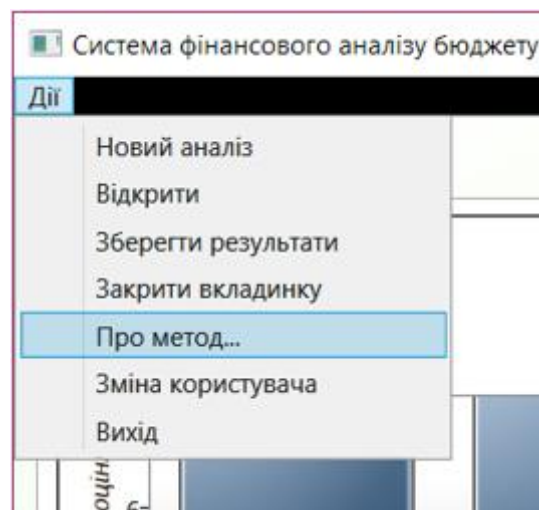 Система фінансового аналізу бюджету
Дії
Новий аналіз
Відкрити
Зберегти результати
Закрити вкладинку
Про метод...
Зміна користувача
Вихід